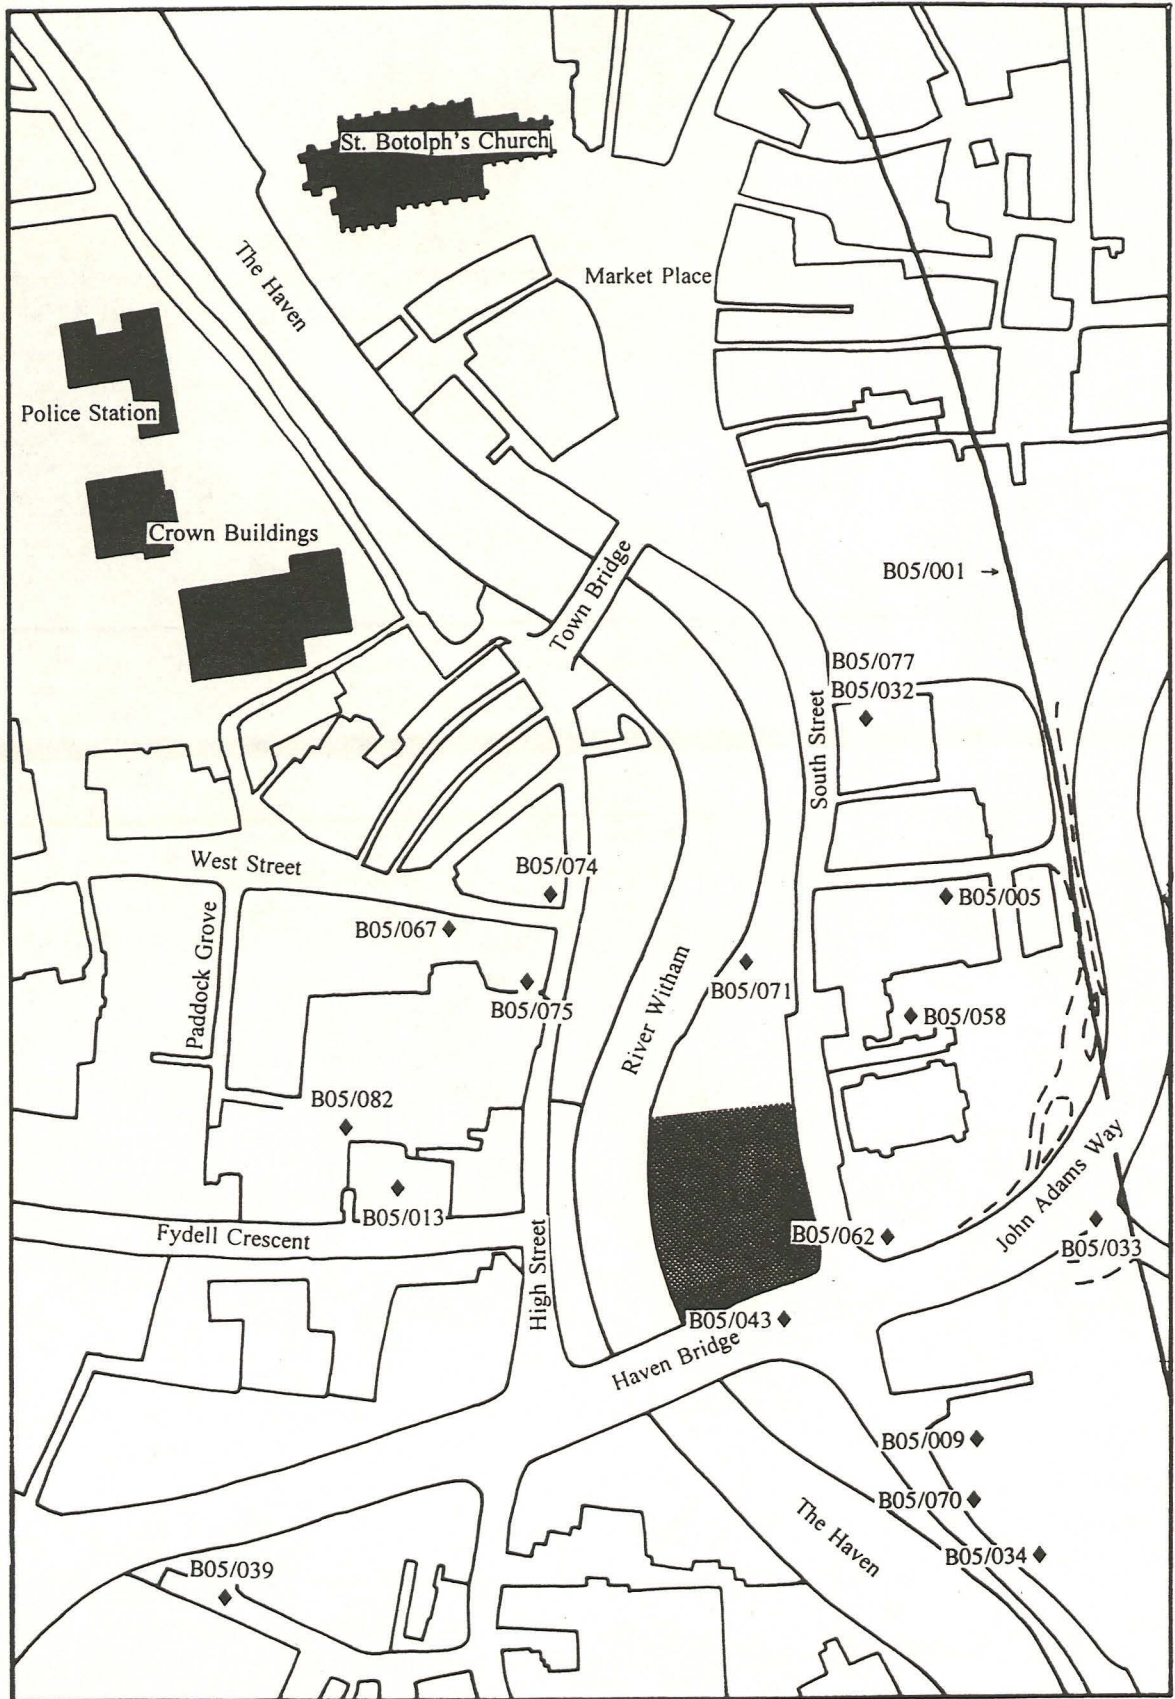 St. Botolph's Church
The Haven
Market Place
Police Station
Crown Buildings
Town Bridge
B05/001
B05/077
B05/032
South Street
West Street
B05/074
B05/005
Paddock Grove
B05/067
B05/071
B05/075
River Witham
B05/058
B05/082
B05/013
John Adams Way
Fydell Crescent
B05/062
B05/033
High Street
B05/043
Haven Bridge
B05/009
B05/070
The Haven
B05/034
B05/039